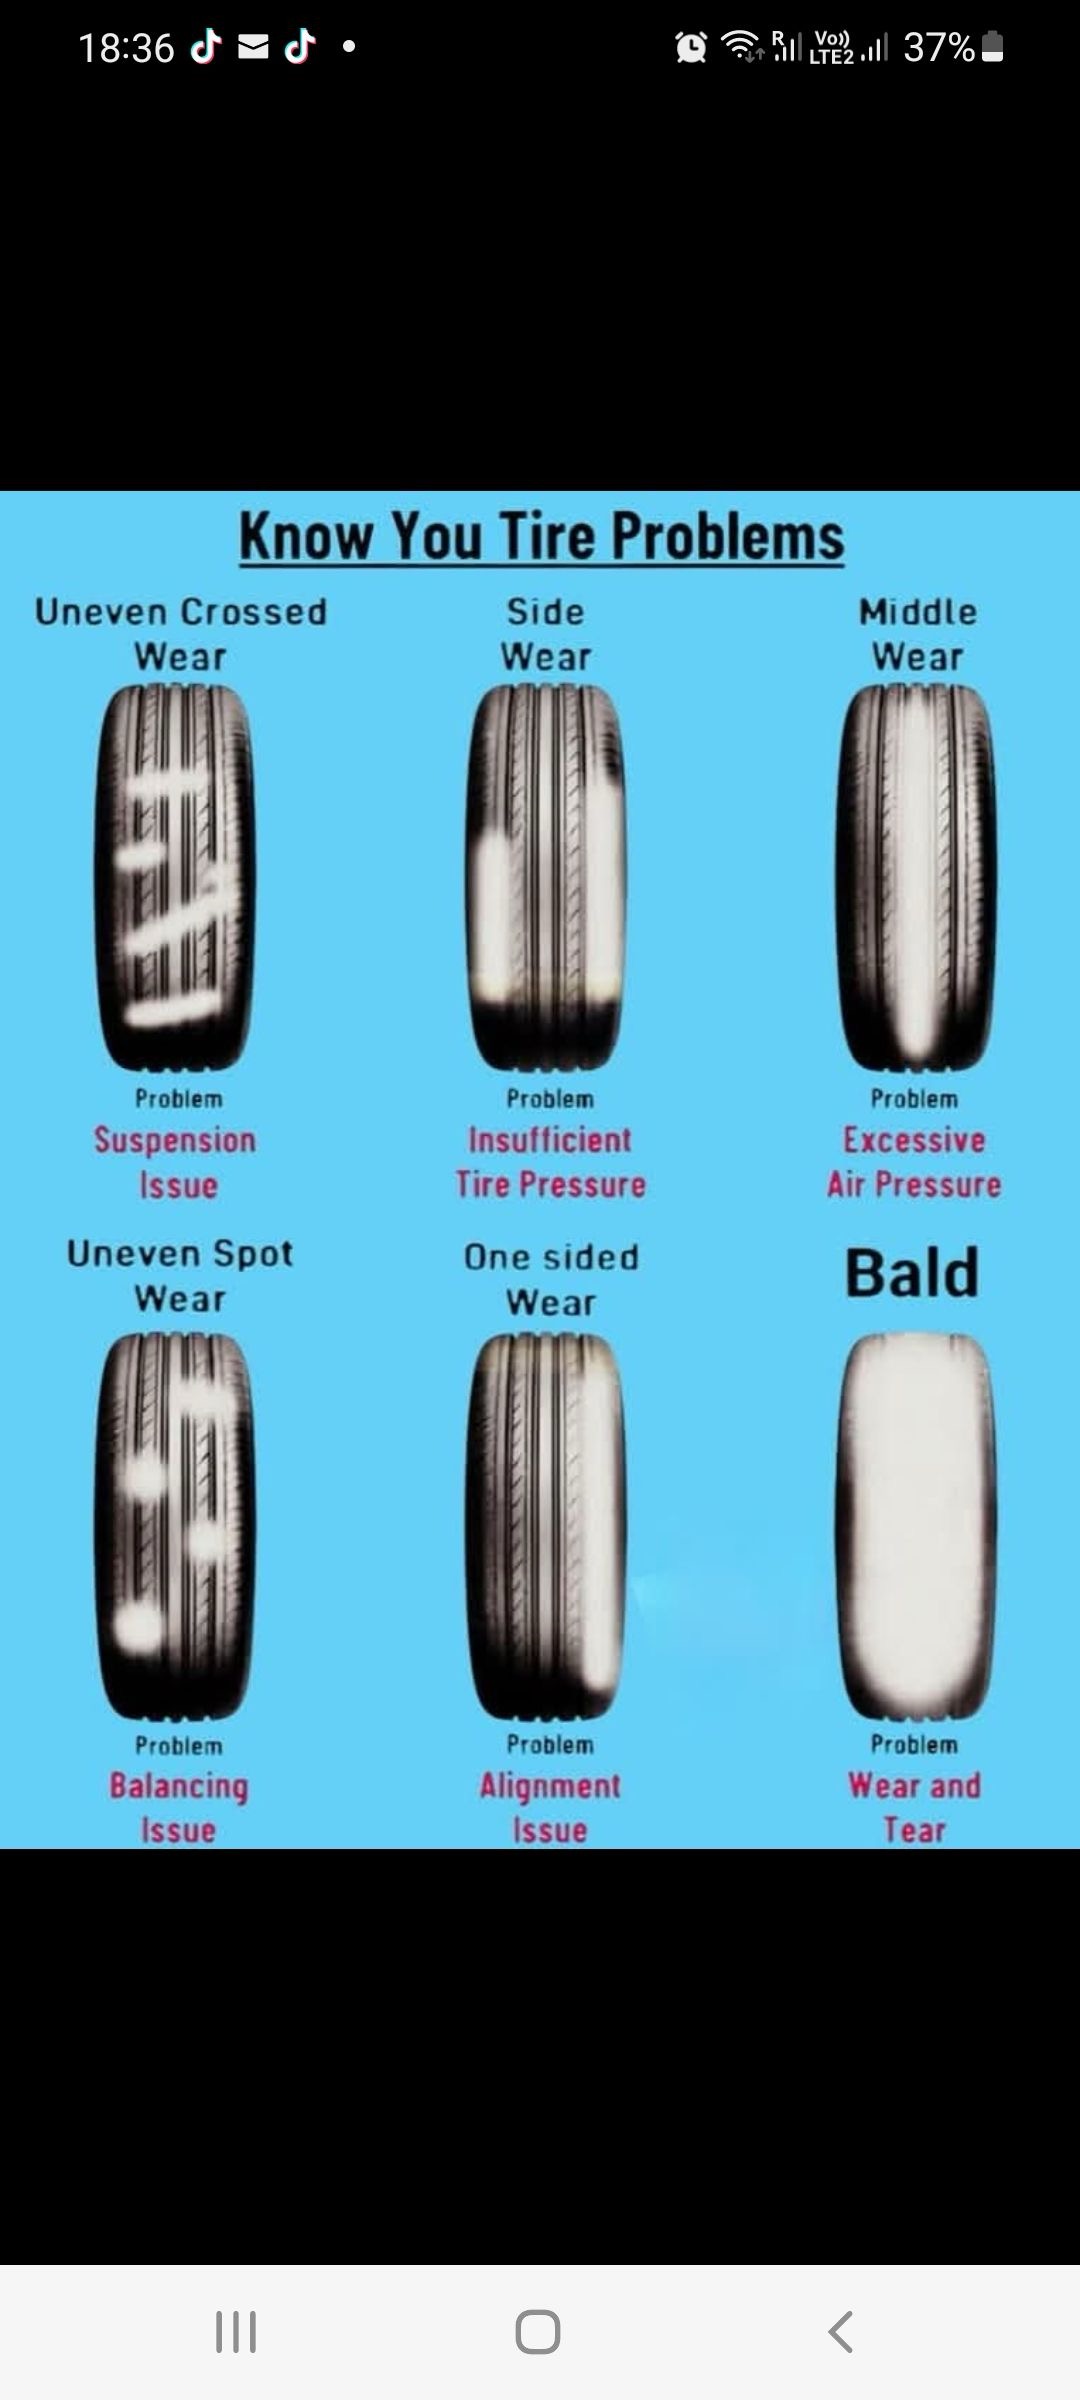 18:36
R
Vo))
LTE2
37%
Know You Tire Problems
Uneven Crossed
Wear
Side
Wear
Middle
Wear
Problem
Suspension
Issue
Problem
Insufficient
Tire Pressure
Problem
Excessive
Air Pressure
Uneven Spot
Wear
One sided
Wear
Bald
Problem
Balancing
Issue
Problem
Alignment
Issue
Problem
Wear and
Tear